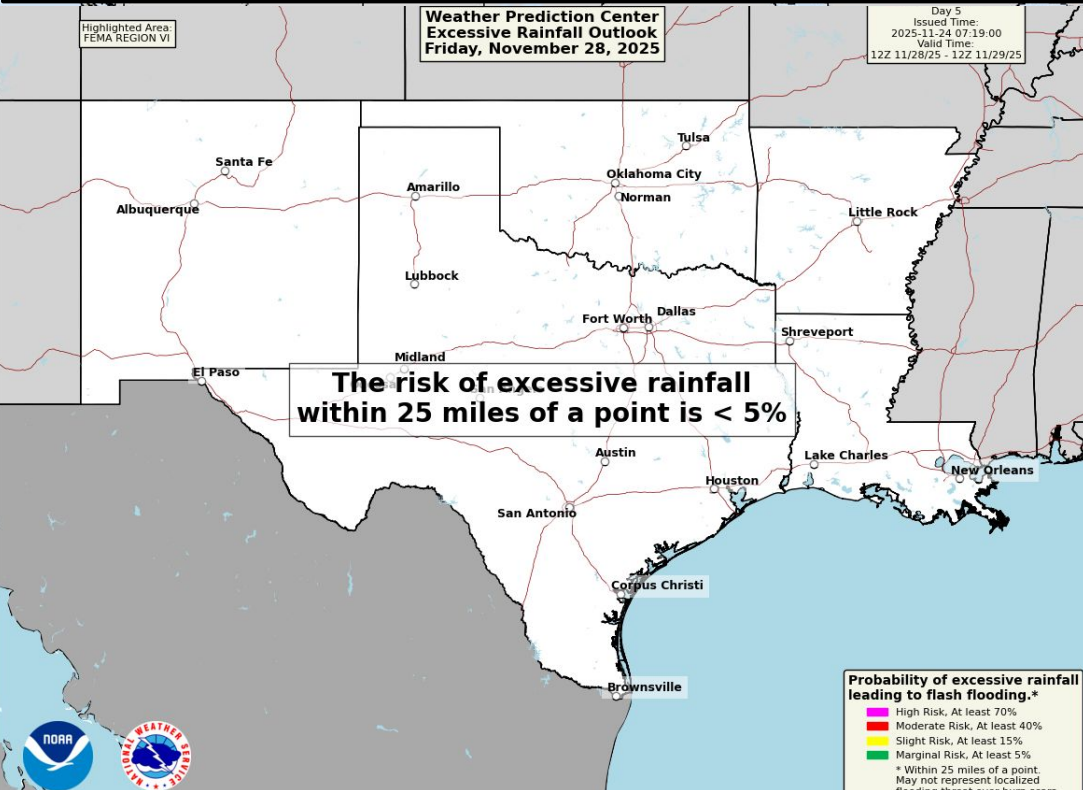 Highlighted Area:
FEMA REGION VI
Weather Prediction Center
Excessive Rainfall Outlook
Friday, November 28, 2025
Day 5
Issued Time:
2025-11-24 07:19:00
Valid Time:
12Z 11/28/25 - 12Z 11/29/25
Tulsa
Santa Fe
Oklahoma City
Amarillo
Norman
Albuquerque
Little Rock
Lubbock
Dallas
Fort Worth
Shreveport
Midland
El Paso
The risk of excessive rainfall
within 25 miles of a point is < 5%
Austin
Lake Charles
New Orleans
Houston
San Antonio
Corpus Christi
Brownsville
Probability of excessive rainfall
leading to flash flooding.*
High Risk, At least 70%
Moderate Risk, At least 40%
Slight Risk, At least 15%
Marginal Risk, At least 5%
* Within 25 miles of a point.
May not represent localized
NOAA
NATIONAL WEATHER SERVICE